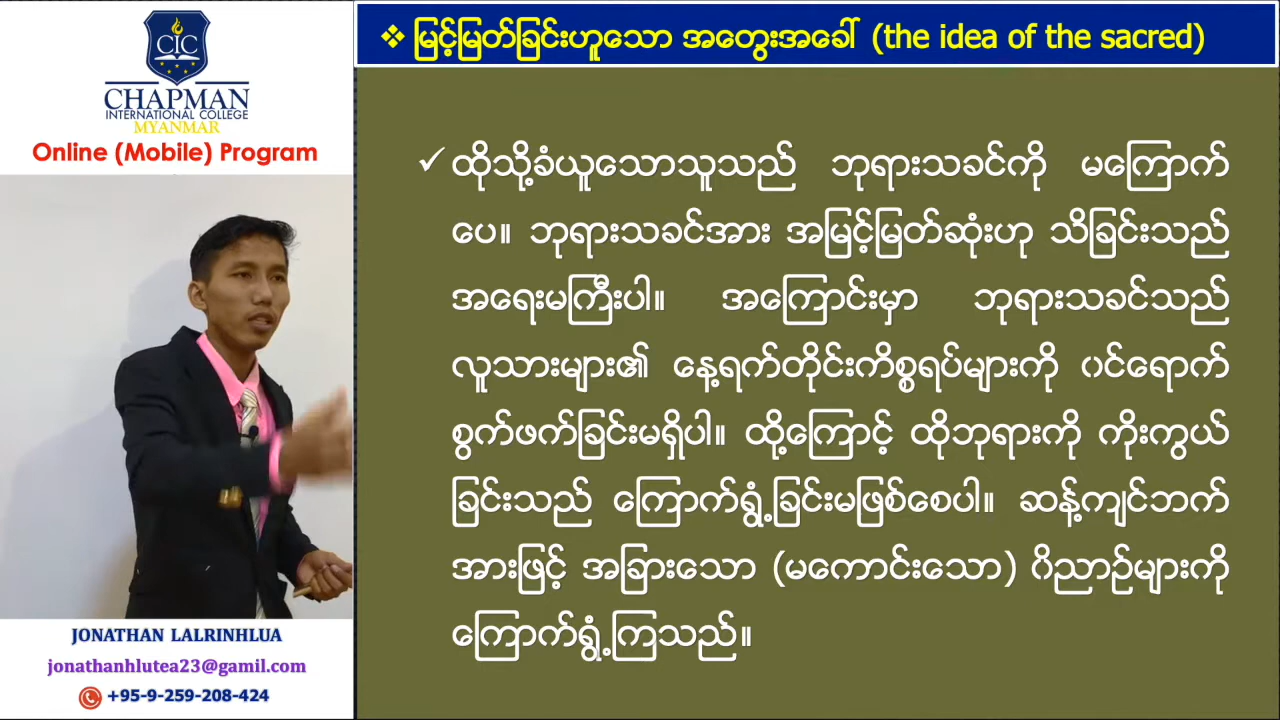 CIC
CHAPMAN
INTERNATIONAL COLLEGE
MYANMAR
Online (Mobile) Program
JONATHAN LALRINHLUA
jonathanhlutea23@gamil.com
+95-9-259-208-424
❖ မြင့်မြတ်ခြင်းဟူသော အတွေးအခေါ် (the idea of the sacred)
✓ ထိုသို့ခံယူသောသူသည် ဘုရားသခင်ကို မကြောက်
ပေ။ ဘုရားသခင်အား အမြင့်မြတ်ဆုံးဟု သိခြင်းသည်
အရေးမကြီးပါ။ အကြောင်းမှာ ဘုရားသခင်သည်
လူသားများ၏ နေ့ရက်တိုင်းကိစ္စရပ်များကို ဝင်ရောက်
စွက်ဖက်ခြင်းမရှိပါ။ ထို့ကြောင့် ထိုဘုရားကို ကိုးကွယ်
ခြင်းသည် ကြောက်ရွံ့ခြင်းမဖြစ်စေပါ။ ဆန့်ကျင်ဘက်
အားဖြင့် အခြားသော (မကောင်းသော) ဝိညာဉ်များကို
ကြောက်ရွံ့ကြသည်။